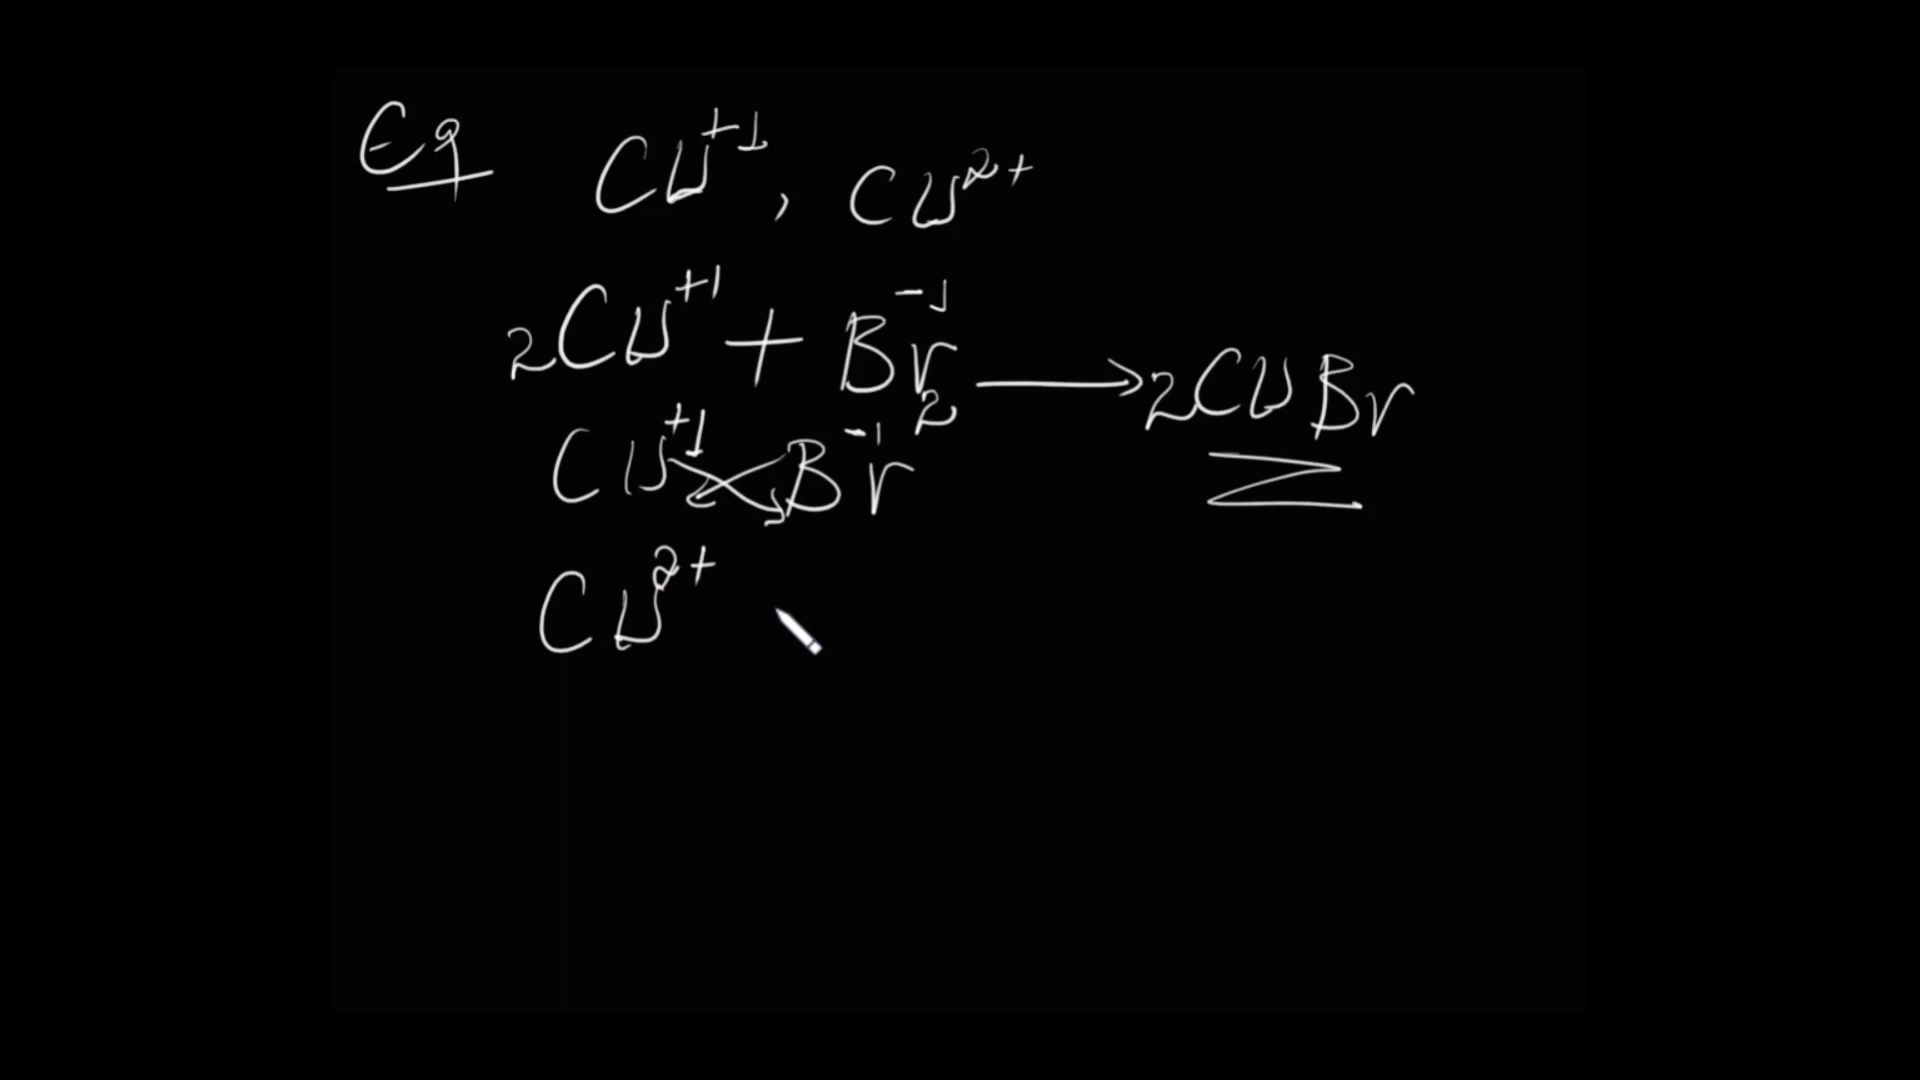 Eg Cu⁺¹, Cu²⁺
2Cu⁺¹ + Br₂⁻¹ → 2CuBr
Cu⁺¹ Br⁻¹
Cu²⁺